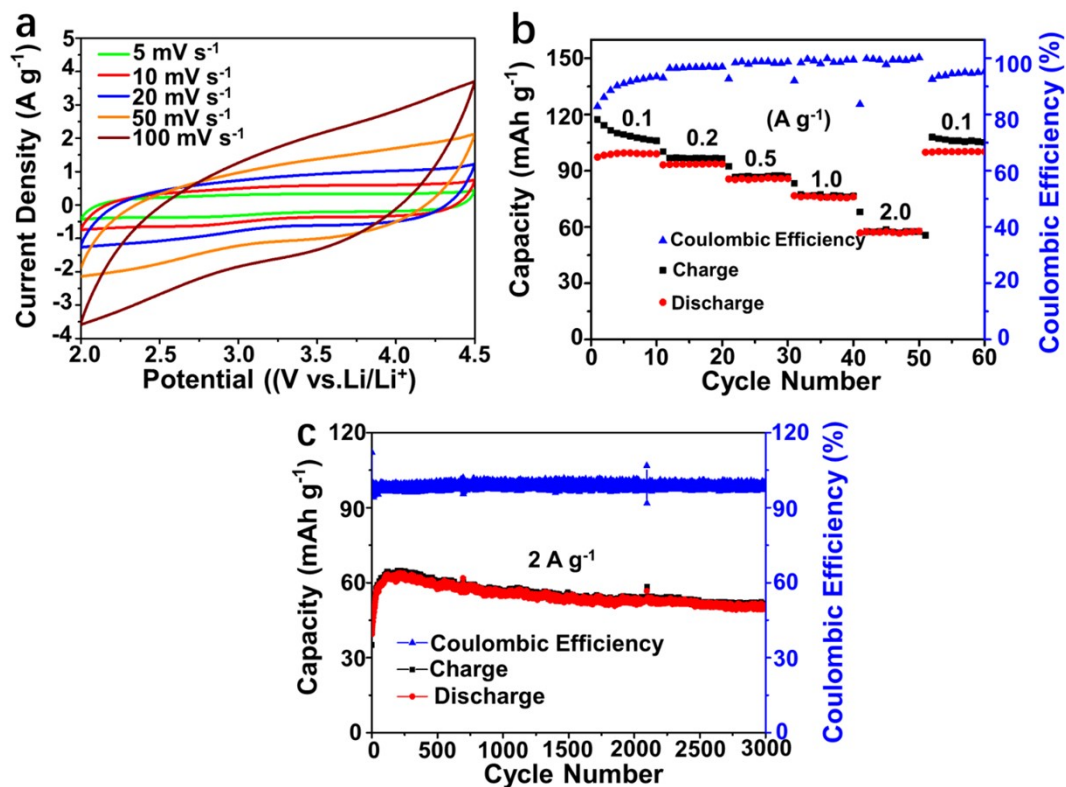 a
Current Density (A g⁻¹)
5
4
3
2
1
0
-1
-2
-3
-4
5 mV s⁻¹
10 mV s⁻¹
20 mV s⁻¹
50 mV s⁻¹
100 mV s⁻¹
2.0 2.5 3.0 3.5 4.0 4.5
Potential ((V vs.Li/Li⁺)
b
Capacity (mAh g⁻¹)
150
120
90
60
30
0
0.1
0.2
0.5
(A g⁻¹)
1.0
2.0
0.1
Coulombic Efficiency
Charge
Discharge
0 10 20 30 40 50 60
Cycle Number
100
80
60
40
20
0
Coulombic Efficiency (%)
c
Capacity (mAh g⁻¹)
120
90
60
30
0
2 A g⁻¹
Coulombic Efficiency
Charge
Discharge
0 500 1000 1500 2000 2500 3000
Cycle Number
120
90
60
30
0
Coulombic Efficiency (%)